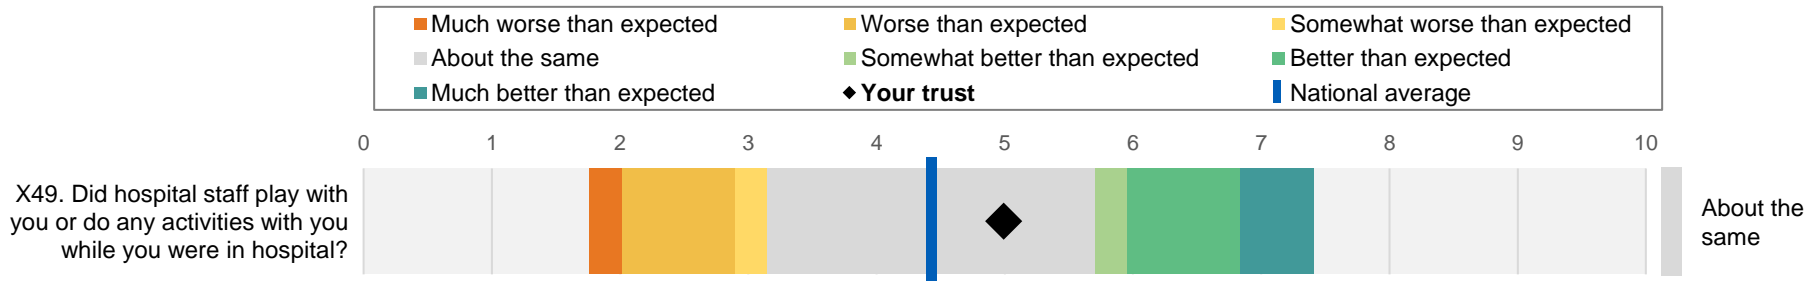 Much worse than expected
Worse than expected
Somewhat worse than expected
About the same
Somewhat better than expected
Better than expected
Much better than expected
Your trust
National average
0 1 2 3 4 5 6 7 8 9 10
X49. Did hospital staff play with
you or do any activities with you
while you were in hospital?
About the
same